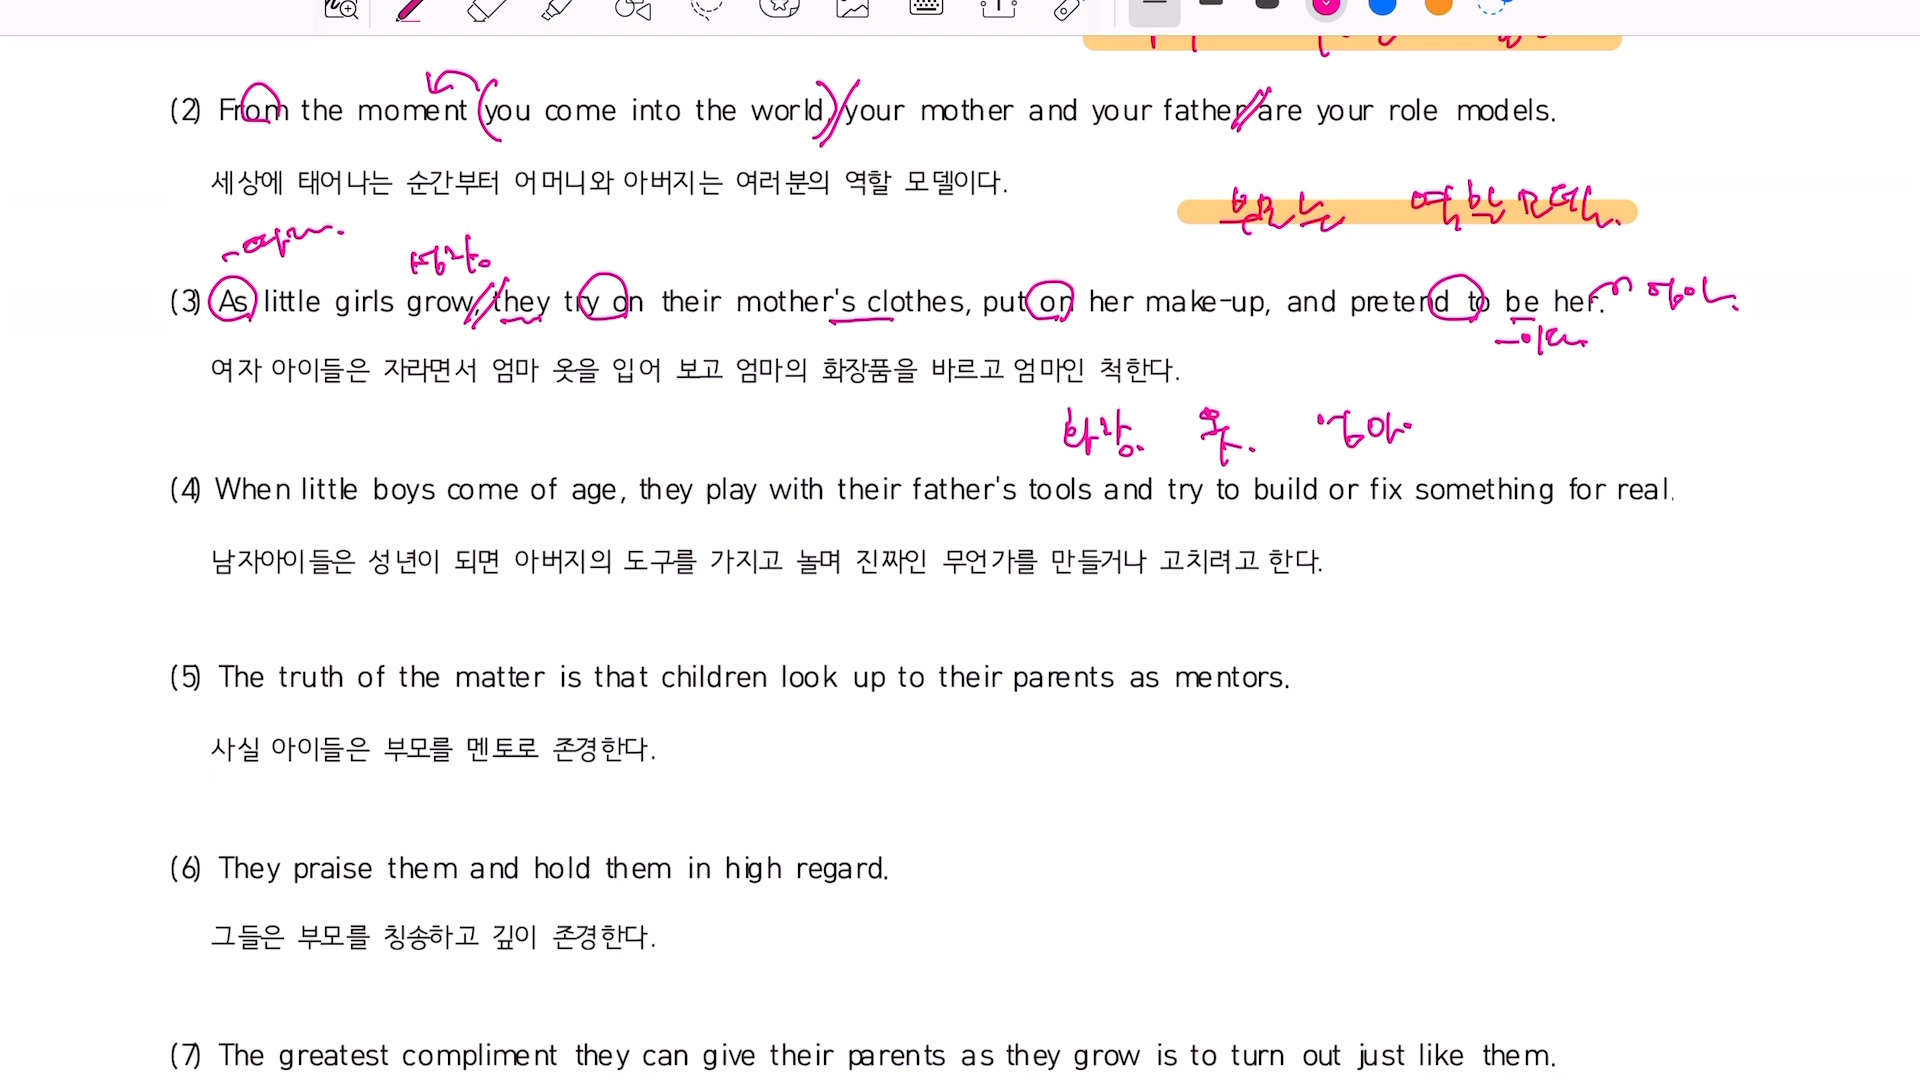 (2) From the moment you come into the world, your mother and your father are your role models.
세상에 태어나는 순간부터 어머니와 아버지는 여러분의 역할 모델이다.
부모는 역할모델.
성장.
(3) As little girls grow, they try on their mother's clothes, put on her make-up, and pretend to be her.
엄마.
~이다.
여자 아이들은 자라면서 엄마 옷을 입어 보고 엄마의 화장품을 바르고 엄마인 척한다.
화장. 옷. 엄마.
(4) When little boys come of age, they play with their father's tools and try to build or fix something for real.
남자아이들은 성년이 되면 아버지의 도구를 가지고 놀며 진짜인 무언가를 만들거나 고치려고 한다.
(5) The truth of the matter is that children look up to their parents as mentors.
사실 아이들은 부모를 멘토로 존경한다.
(6) They praise them and hold them in high regard.
그들은 부모를 칭송하고 깊이 존경한다.
(7) The greatest compliment they can give their parents as they grow is to turn out just like them.